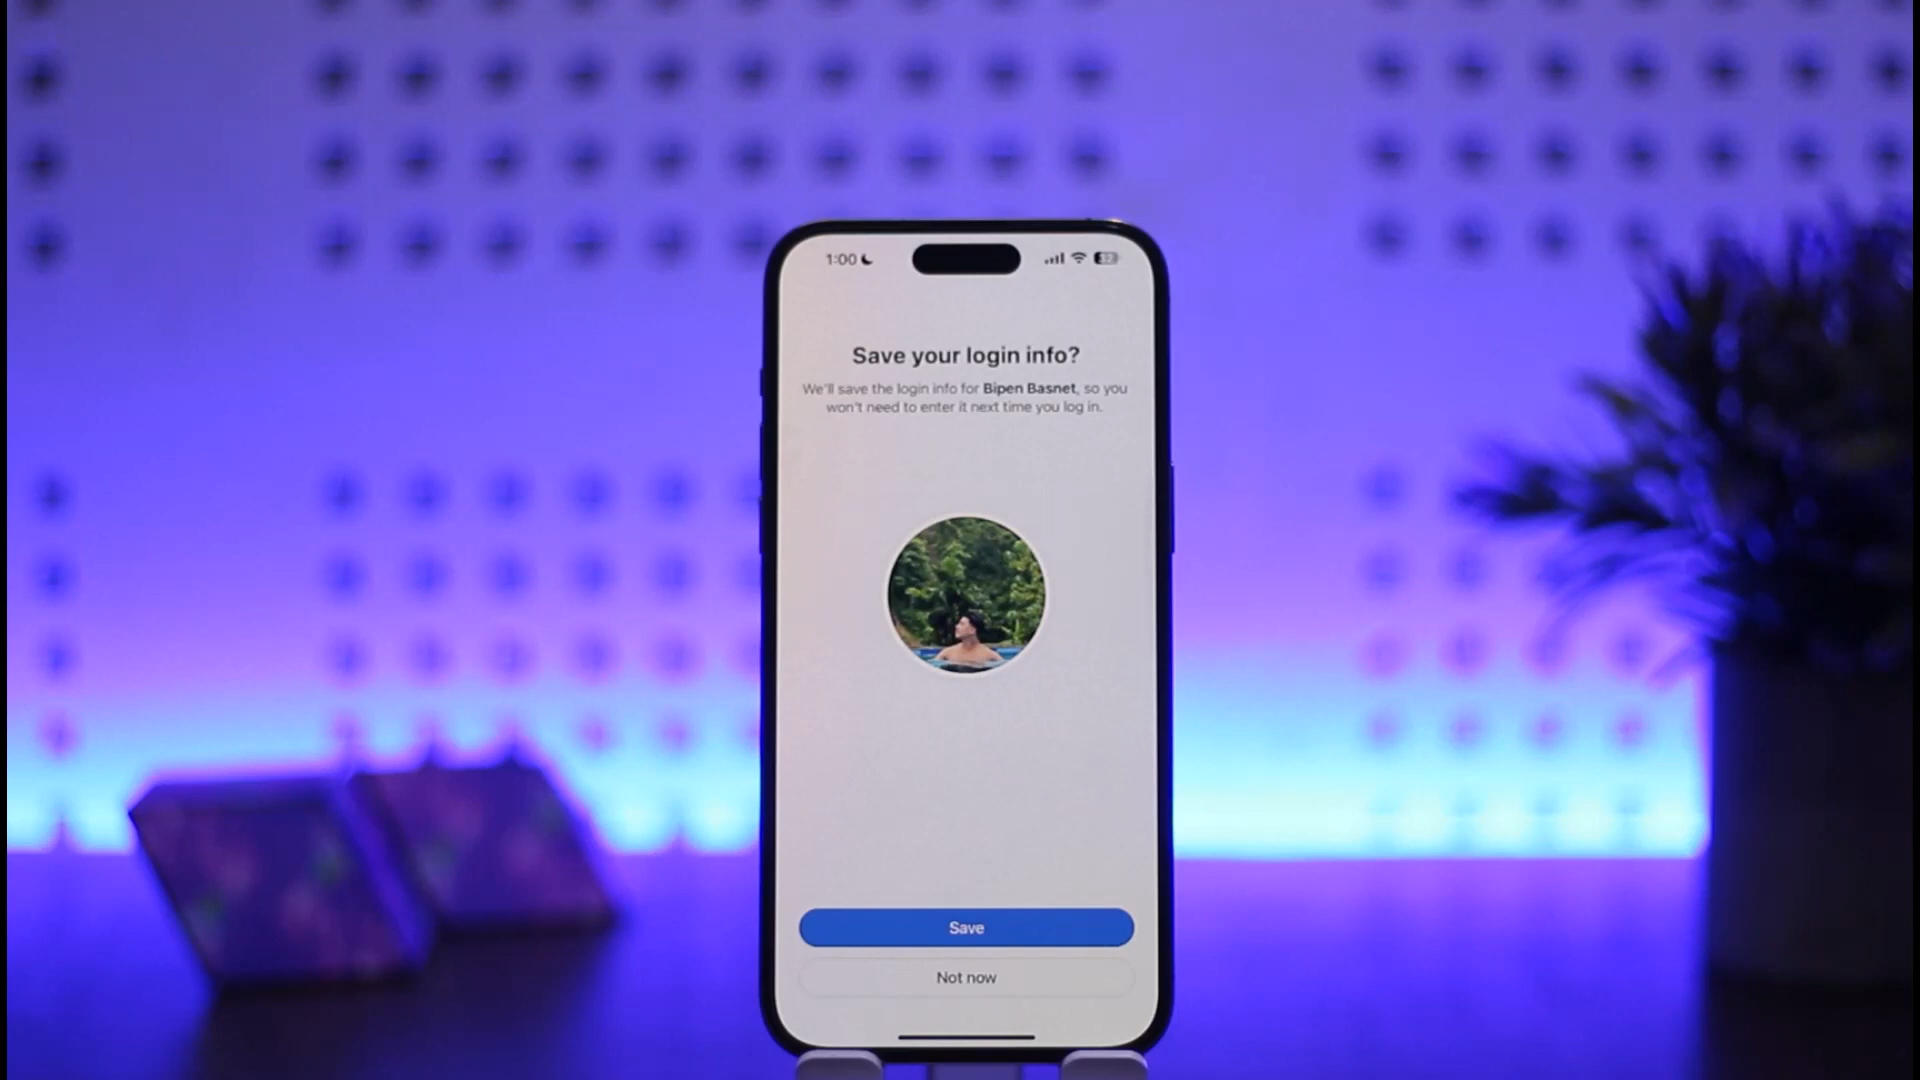 1:00
Save your login info?
We'll save the login info for Bipen Basnet, so you
won't need to enter it next time you log in.
Save
Not now